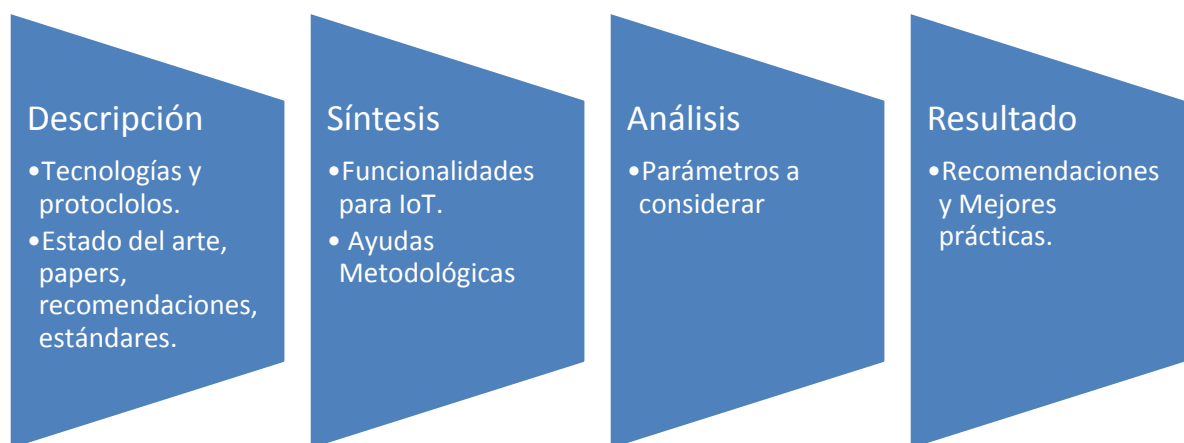 Descripción
•Tecnologías y
protoclolos.
•Estado del arte,
papers,
recomendaciones,
estándares.
Síntesis
•Funcionalidades
para IoT.
• Ayudas
Metodológicas
Análisis
•Parámetros a
considerar
Resultado
•Recomendaciones
y Mejores
prácticas.